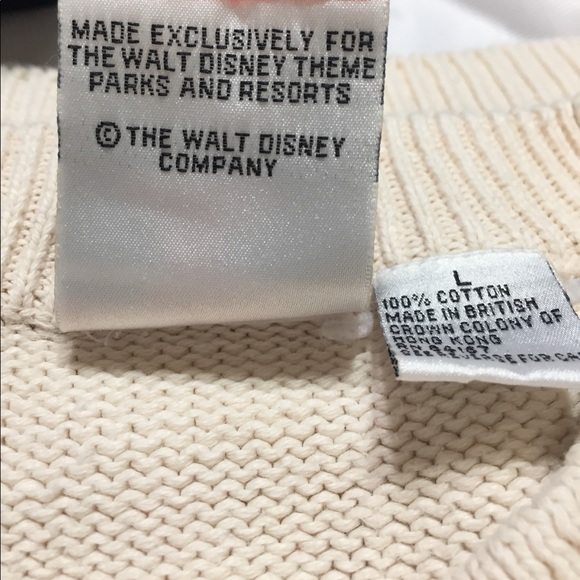 MADE EXCLUSIVELY FOR
THE WALT DISNEY THEME
PARKS AND RESORTS
© THE WALT DISNEY
COMPANY
L
100% COTTON
MADE IN BRITISH
CROWN COLONY OF
HONG KONG
FOR